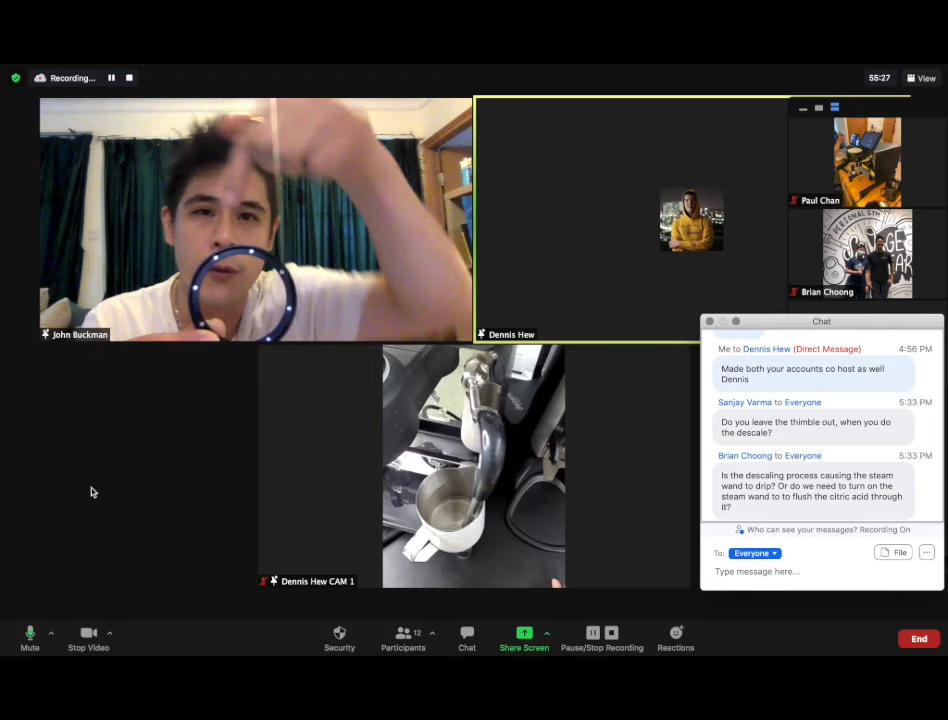 Recording...
55:27
View
John Buckman
Dennis Hew
Paul Chan
PERSONAL GYM
Brian Choong
Dennis Hew CAM 1
Chat
Me to Dennis Hew (Direct Message) 4:56 PM
Made both your accounts co host as well
Dennis
Sanjay Varma to Everyone 5:33 PM
Do you leave the thimble out, when you do
the descale?
Brian Choong to Everyone 5:33 PM
Is the descaling process causing the steam
wand to drip? Or do we need to turn on the
steam wand to to flush the citric acid through
it?
Who can see your messages? Recording On
To: Everyone
File
Type message here...
Mute
Stop Video
Security
12
Participants
Chat
Share Screen
Pause/Stop Recording
Reactions
End